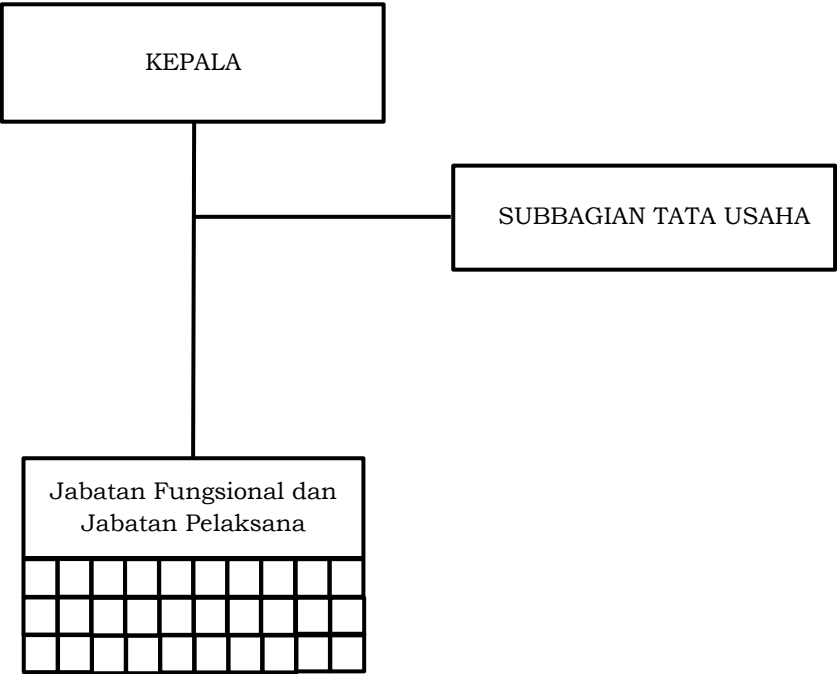 KEPALA
SUBBAGIAN TATA USAHA
Jabatan Fungsional dan
Jabatan Pelaksana